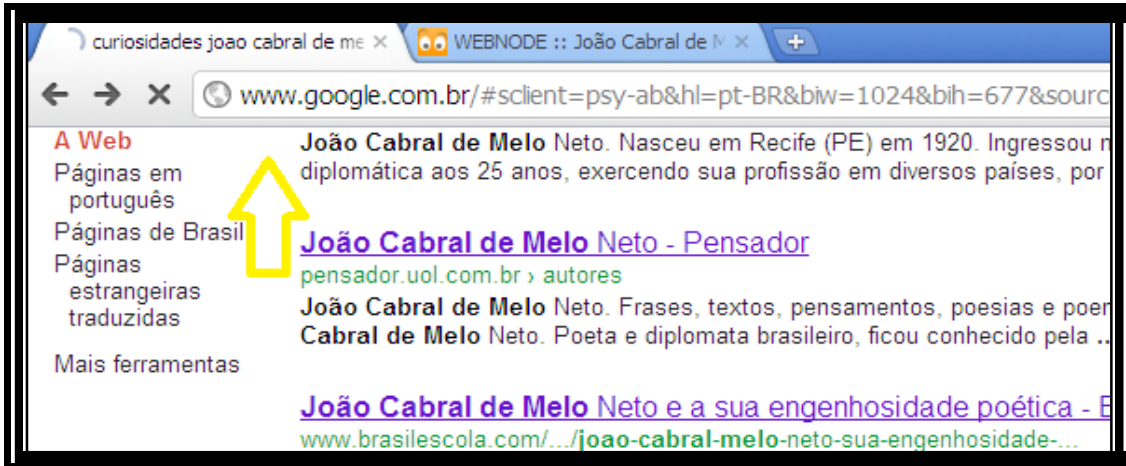 curiosidades joao cabral de me
WEBNODE :: João Cabral de M
www.google.com.br/#sclient=psy-ab&hl=pt-BR&biw=1024&bih=677&sourc
A Web
Páginas em
português
Páginas de Brasil
Páginas
estrangeiras
traduzidas
Mais ferramentas
João Cabral de Melo Neto. Nasceu em Recife (PE) em 1920. Ingressou n
diplomática aos 25 anos, exercendo sua profissão em diversos países, por
João Cabral de Melo Neto - Pensador
pensador.uol.com.br › autores
João Cabral de Melo Neto. Frases, textos, pensamentos, poesias e poer
Cabral de Melo Neto. Poeta e diplomata brasileiro, ficou conhecido pela ..
João Cabral de Melo Neto e a sua engenhosidade poética - E
www.brasilescola.com/.../joao-cabral-melo-neto-sua-engenhosidade-...